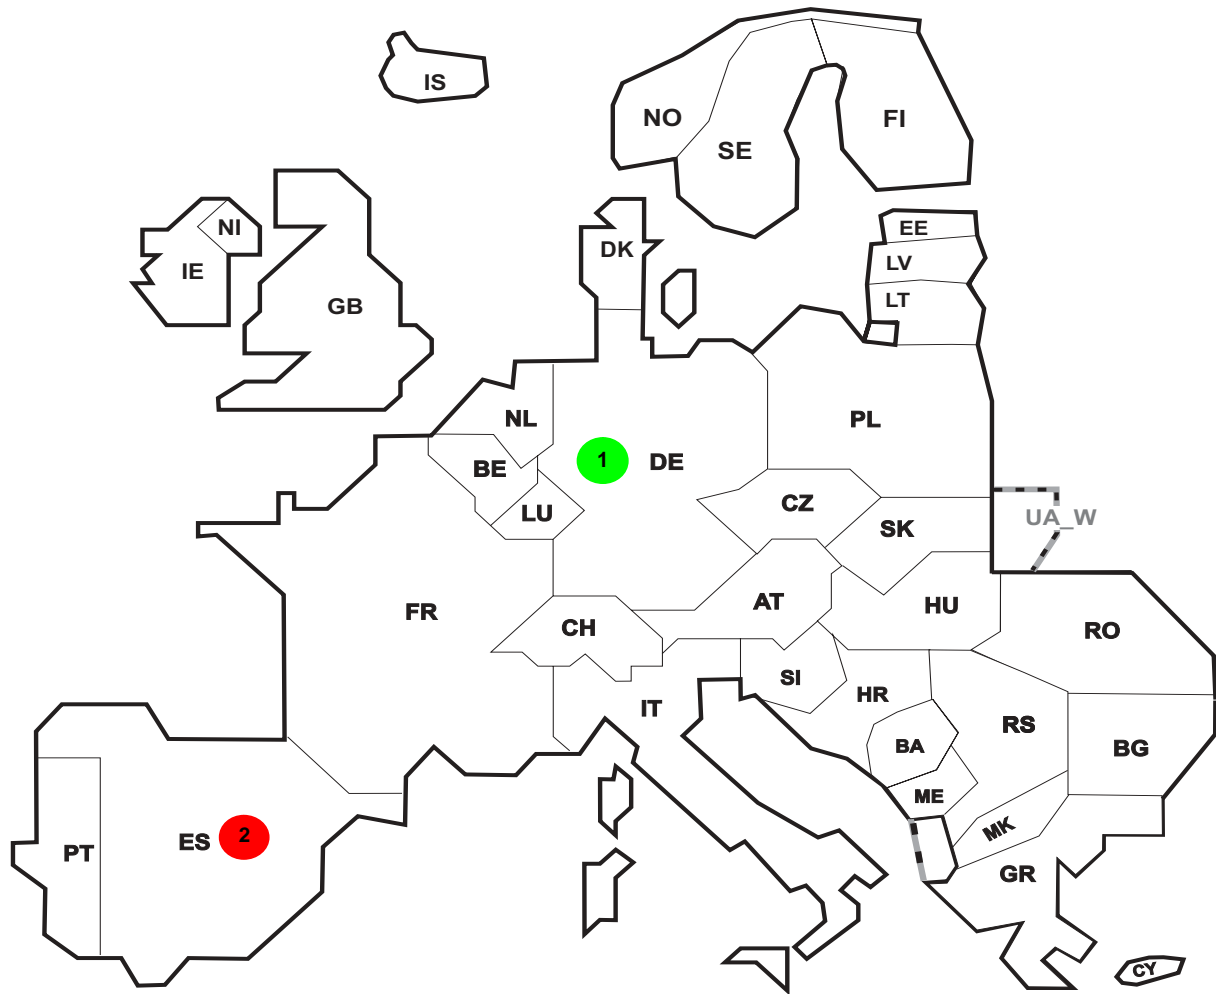 IS
NO
SE
FI
NI
IE
GB
DK
EE
LV
LT
NL
BE
LU
1
DE
PL
CZ
SK
UA_W
FR
CH
AT
HU
RO
SI
HR
IT
BA
RS
BG
ME
MK
PT
ES
2
GR
CY